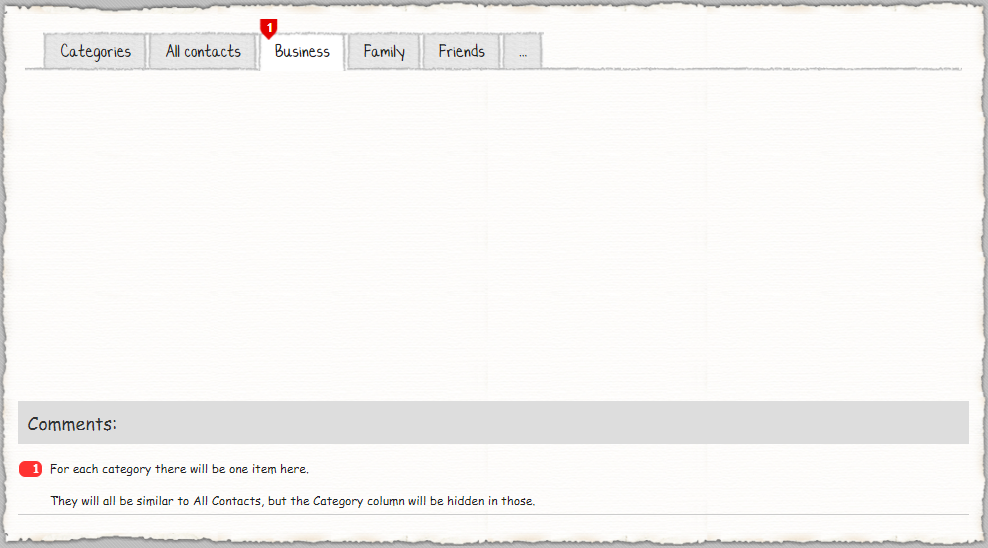 1
Categories All contacts Business Family Friends ...
Comments:
1 For each category there will be one item here.
They will all be similar to All Contacts, but the Category column will be hidden in those.